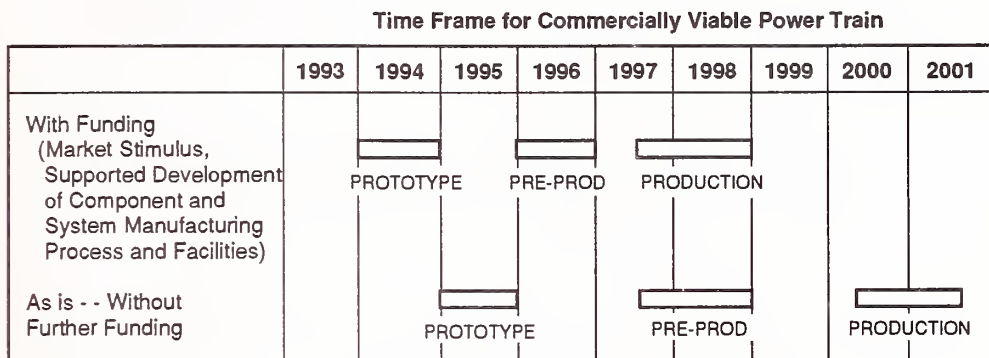 Time Frame for Commercially Viable Power Train
1993 1994 1995 1996 1997 1998 1999 2000 2001
With Funding
(Market Stimulus,
Supported Development
of Component and
System Manufacturing
Process and Facilities)
PROTOTYPE PRE-PROD PRODUCTION
As is - - Without
Further Funding
PROTOTYPE PRE-PROD PRODUCTION